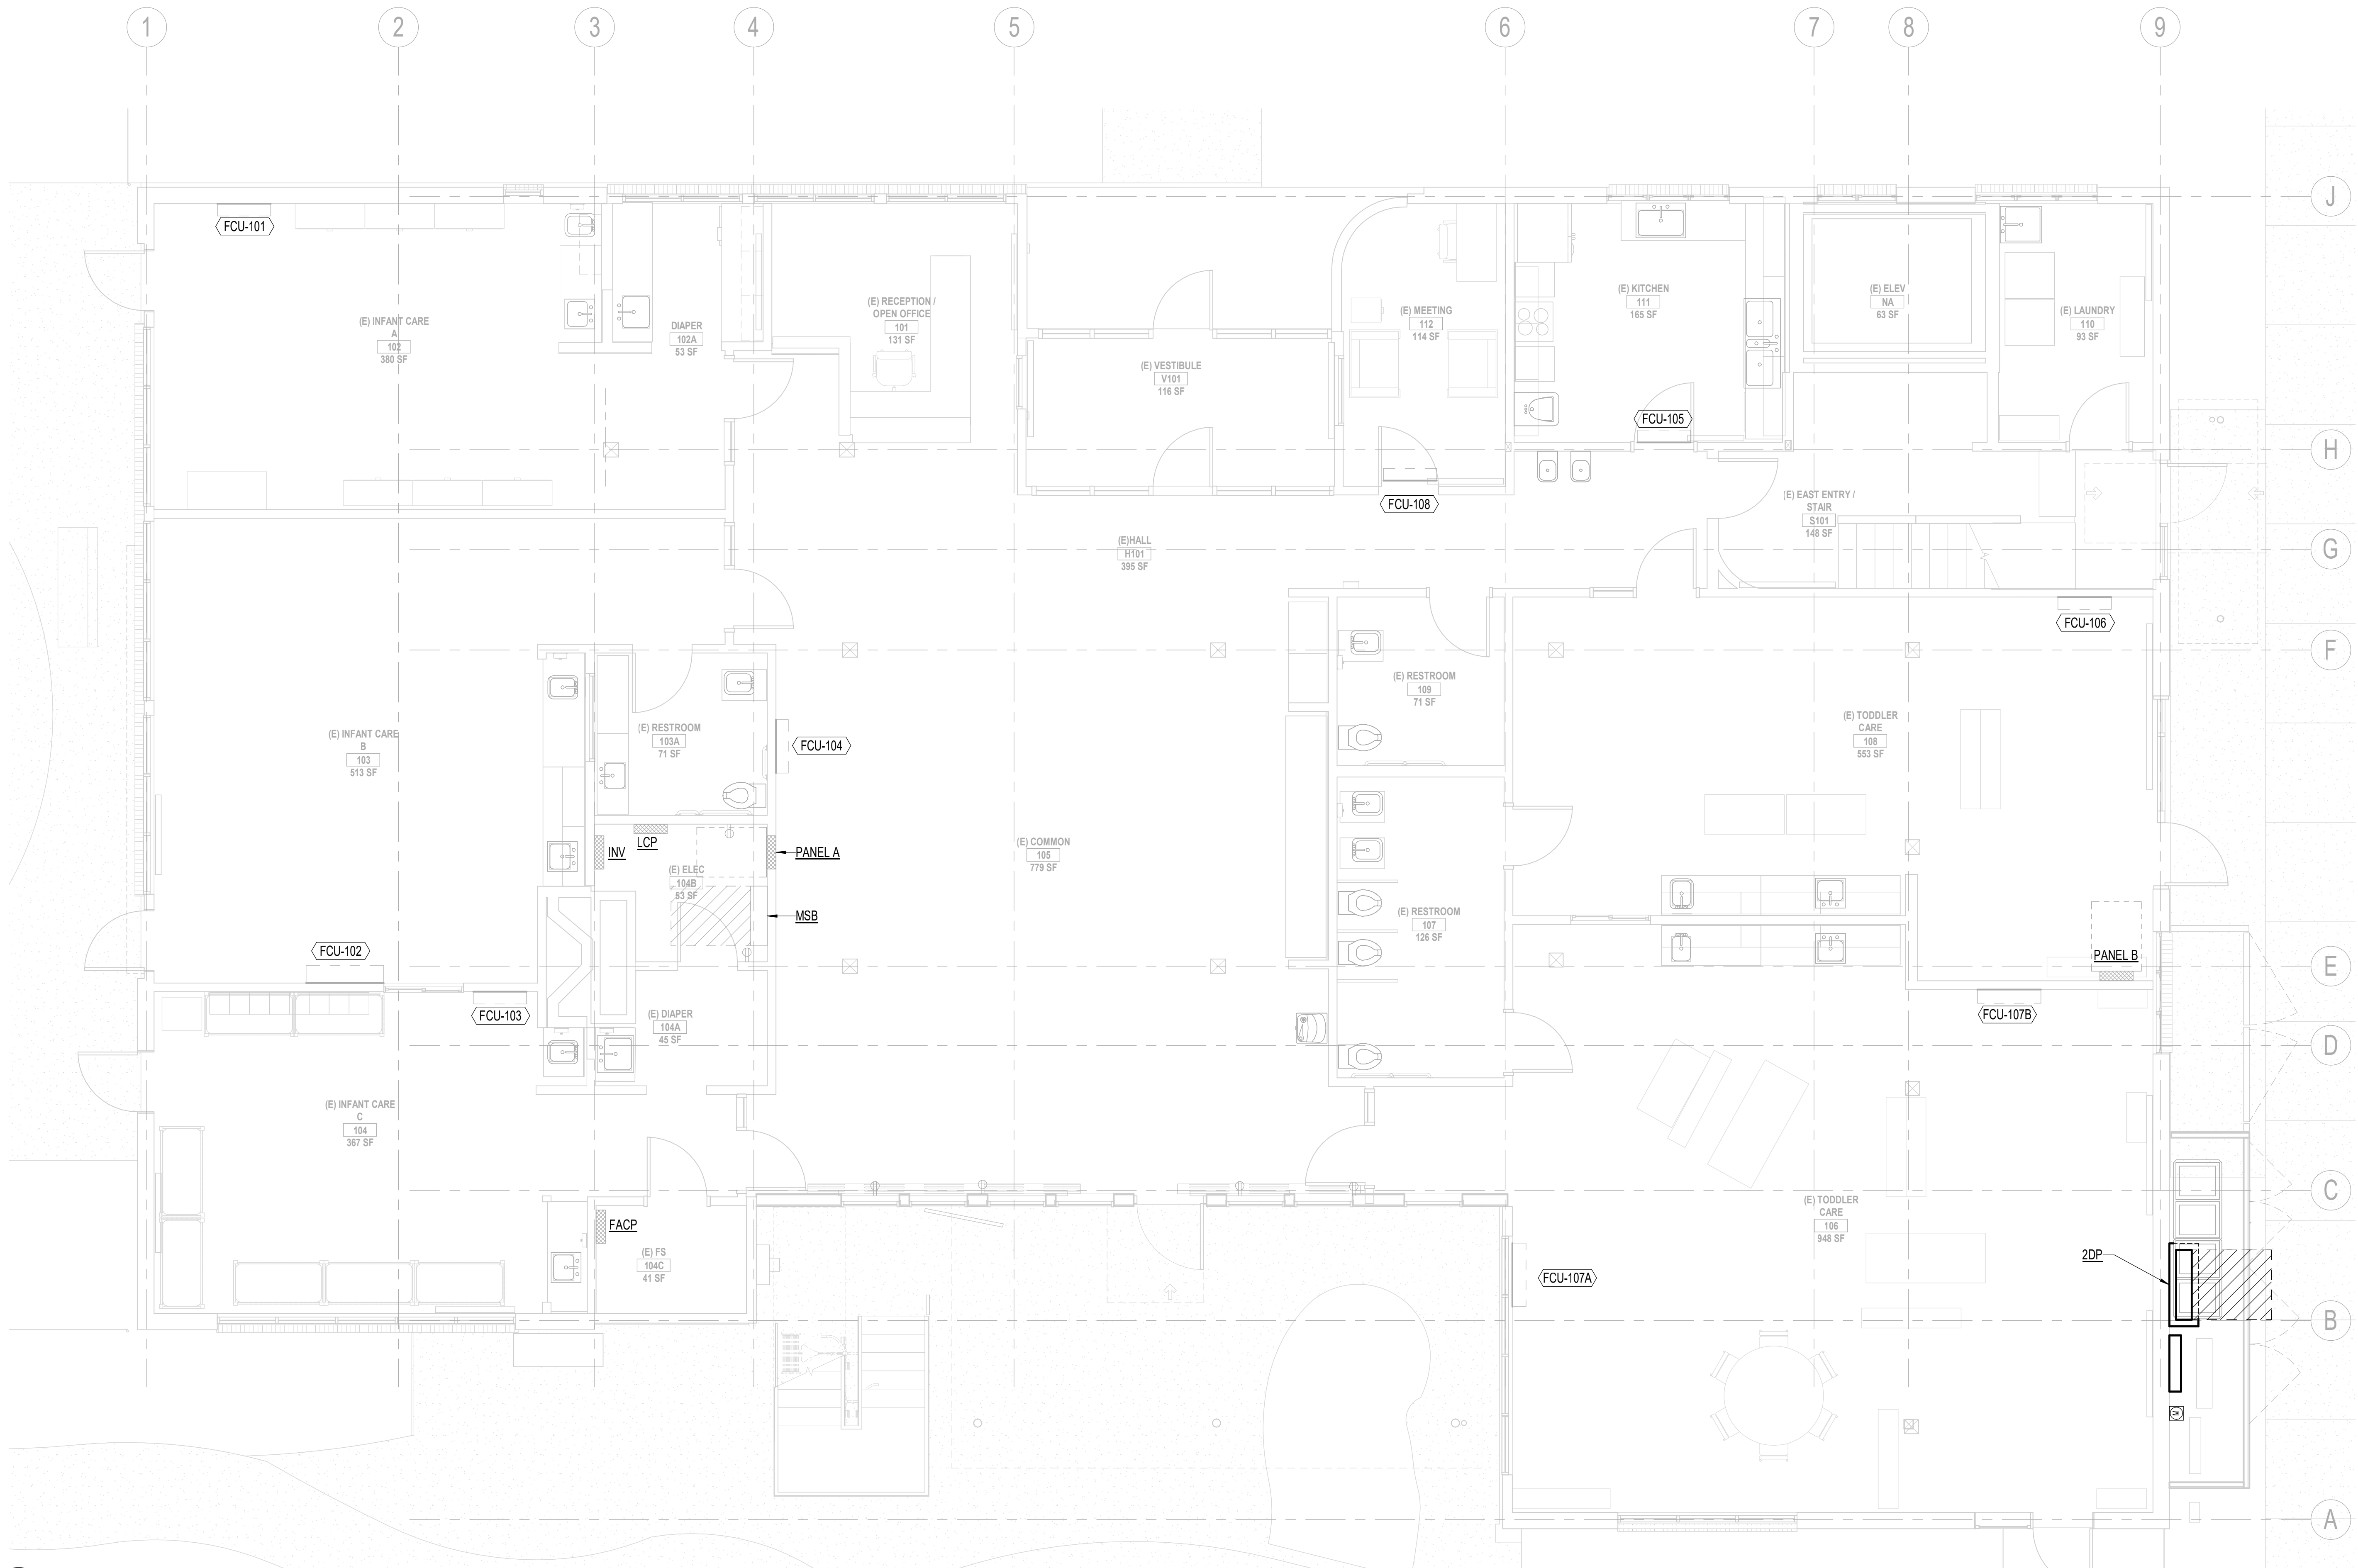 1
2
3
4
5
6
7
8
9
J
FCU-101
(E) INFANT CARE
A
102
380 SF
DIAPER
102A
53 SF
(E) RECEPTION /
OPEN OFFICE
101
131 SF
(E) VESTIBULE
V101
116 SF
(E) MEETING
112
114 SF
(E) KITCHEN
111
165 SF
(E) ELEV
NA
63 SF
(E) LAUNDRY
110
93 SF
FCU-105
H
FCU-108
(E) EAST ENTRY /
STAIR
S101
148 SF
(E)HALL
H101
395 SF
G
FCU-106
F
(E) INFANT CARE
B
103
513 SF
(E) RESTROOM
103A
71 SF
FCU-104
(E) RESTROOM
109
71 SF
(E) TODDLER
CARE
108
553 SF
INV
LCP
PANEL A
(E) ELEC
104B
53 SF
MSB
(E) COMMON
105
779 SF
(E) RESTROOM
107
126 SF
FCU-102
PANEL B
E
FCU-103
FCU-107B
(E) DIAPER
104A
45 SF
D
(E) INFANT CARE
C
104
367 SF
C
FACP
(E) FS
104C
41 SF
(E) TODDLER
CARE
106
948 SF
2DP
FCU-107A
B
M
A